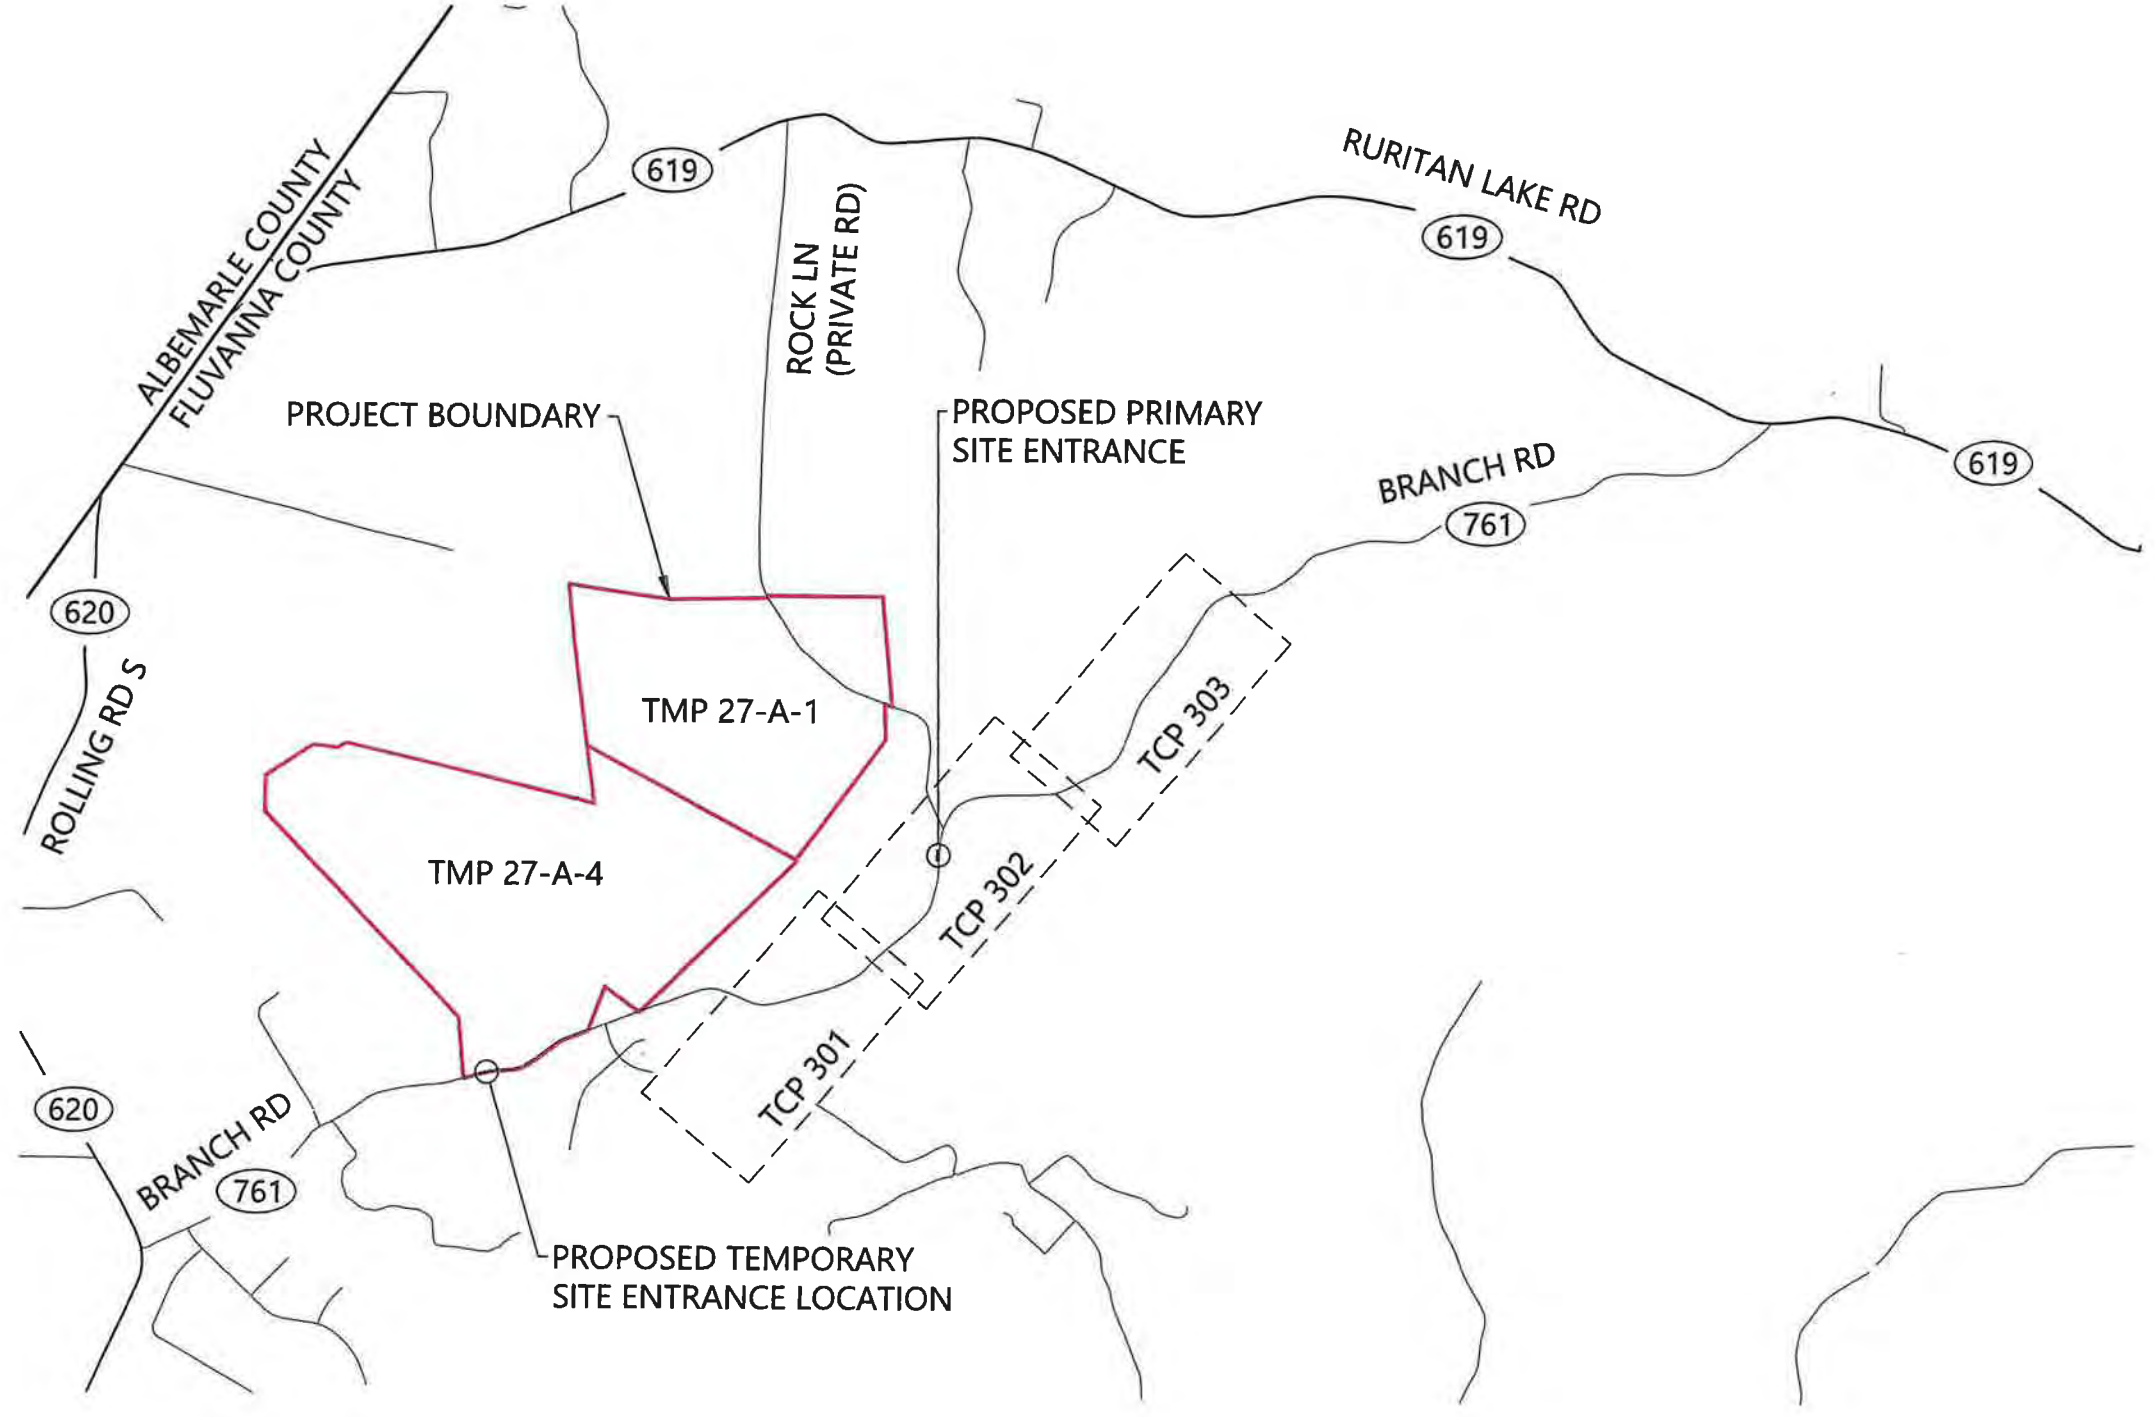 ALBEMARLE COUNTY
FLUVANNA COUNTY
619
RURITAN LAKE RD
619
ROCK LN
(PRIVATE RD)
PROJECT BOUNDARY
PROPOSED PRIMARY
SITE ENTRANCE
BRANCH RD
761
619
620
ROLLING RD S
TMP 27-A-1
TCP 303
TMP 27-A-4
TCP 302
TCP 301
620
BRANCH RD
761
PROPOSED TEMPORARY
SITE ENTRANCE LOCATION